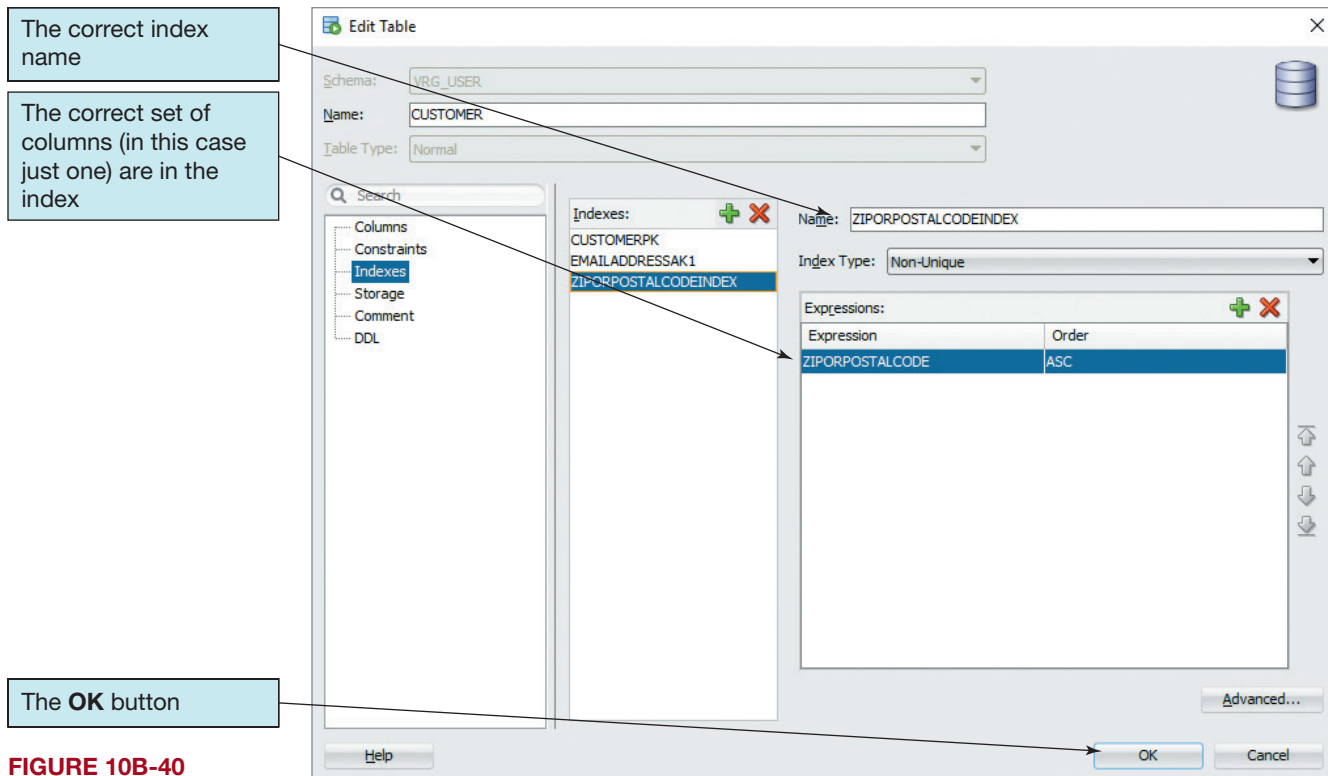 The correct index
name
The correct set of
columns (in this case
just one) are in the
index
The OK button
FIGURE 10B-40
Edit Table
Schema: VRG_USER
Name: CUSTOMER
Table Type: Normal
Search
Columns
Constraints
Indexes
Storage
Comment
DDL
Indexes:
CUSTOMERPK
EMAILADDRESSAK1
ZIPORPOSTALCODEINDEX
Name: ZIPORPOSTALCODEINDEX
Index Type: Non-Unique
Expressions:
Expression Order
ZIPORPOSTALCODE ASC
Advanced...
Help
OK
Cancel